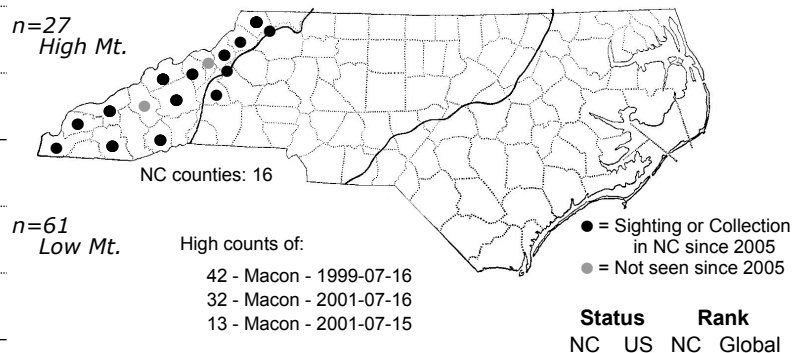 n=27
High Mt.
NC counties: 16
n=61
Low Mt.
High counts of:
42 - Macon - 1999-07-16
32 - Macon - 2001-07-16
13 - Macon - 2001-07-15
● = Sighting or Collection
in NC since 2005
● = Not seen since 2005
Status Rank
NC US NC Global